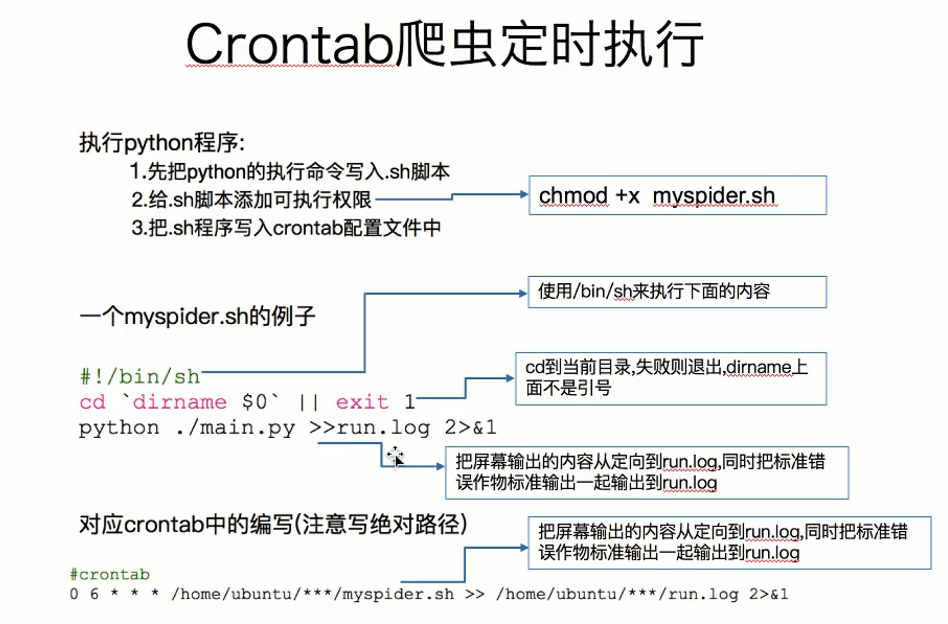 Crontab爬虫定时执行
执行python程序:
1.先把python的执行命令写入.sh脚本
2.给.sh脚本添加可执行权限
chmod +x myspider.sh
3.把.sh程序写入crontab配置文件中
使用/bin/sh来执行下面的内容
一个myspider.sh的例子
#!/bin/sh
cd到当前目录,失败则退出,dirname上
面不是引号
cd `dirname $0` || exit 1
python ./main.py >>run.log 2>&1
把屏幕输出的内容从定向到run.log,同时把标准错
误作物标准输出一起输出到run.log
对应crontab中的编写(注意写绝对路径)
把屏幕输出的内容从定向到run.log,同时把标准错
误作物标准输出一起输出到run.log
#crontab
0 6 * * * /home/ubuntu/***/myspider.sh >> /home/ubuntu/***/run.log 2>&1